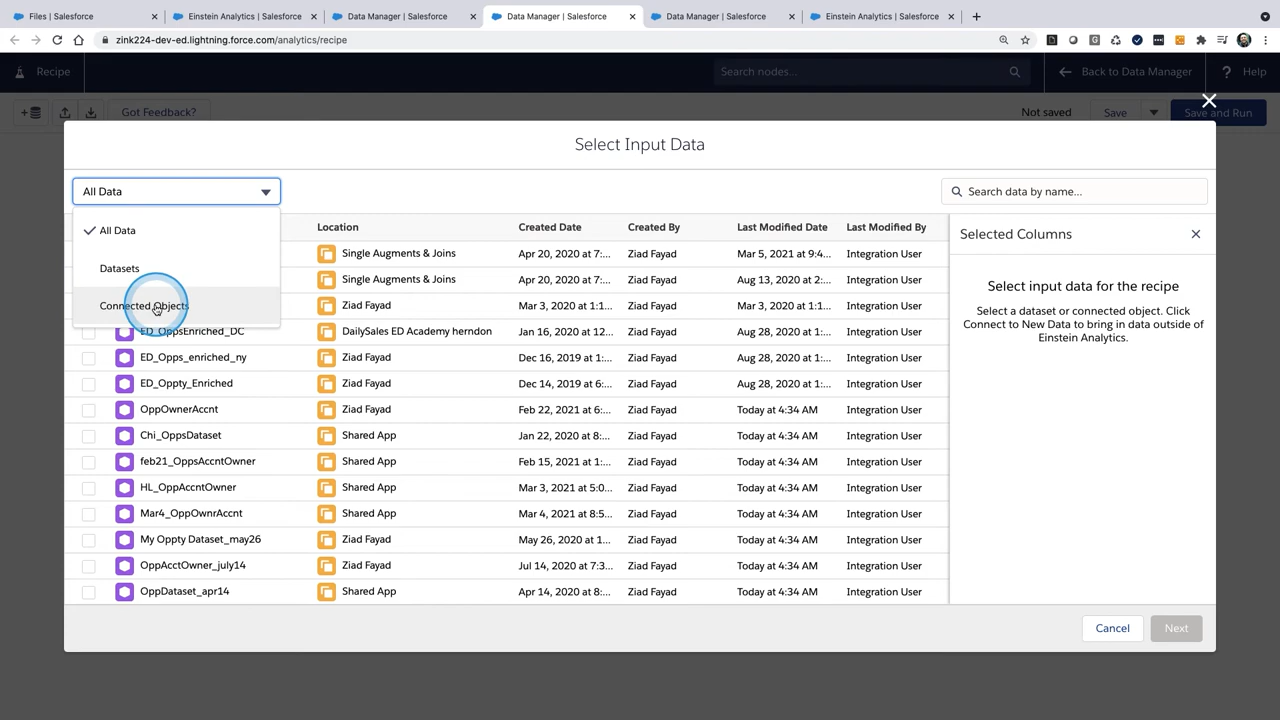 Files | Salesforce
Einstein Analytics | Salesforce
Data Manager | Salesforce
Data Manager | Salesforce
Data Manager | Salesforce
Einstein Analytics | Salesforce
zink224-dev-ed.lightning.force.com/analytics/recipe
Recipe
Search nodes...
Back to Data Manager
Help
Got Feedback?
Not saved
Save
Save and Run
Select Input Data
All Data
Search data by name...
All Data
Datasets
Connected Objects
Location Created Date Created By Last Modified Date Last Modified By
Single Augments & Joins Apr 20, 2020 at 7:... Ziad Fayad Mar 5, 2021 at 9:4... Integration User
Single Augments & Joins Apr 20, 2020 at 7:... Ziad Fayad Aug 13, 2020 at 2:... Integration User
Ziad Fayad Mar 3, 2020 at 1:1... Ziad Fayad Mar 3, 2020 at 1:1... Integration User
ED_OppsEnriched_DC DailySales ED Academy herndon Jan 16, 2020 at 12... Ziad Fayad Aug 28, 2020 at 1:... Integration User
ED_Opps_enriched_ny Ziad Fayad Dec 16, 2019 at 1:... Ziad Fayad Aug 28, 2020 at 1:... Integration User
ED_Oppty_Enriched Ziad Fayad Dec 14, 2019 at 6:... Ziad Fayad Aug 28, 2020 at 1:... Integration User
OppOwnerAccnt Ziad Fayad Feb 22, 2021 at 6:... Ziad Fayad Today at 4:34 AM Integration User
Chi_OppsDataset Shared App Jan 22, 2020 at 8:... Ziad Fayad Today at 4:34 AM Integration User
feb21_OppsAccntOwner Shared App Feb 15, 2021 at 1:... Ziad Fayad Today at 4:34 AM Integration User
HL_OppAccntOwner Shared App Mar 3, 2021 at 5:0... Ziad Fayad Today at 4:34 AM Integration User
Mar4_OppOwnrAccnt Shared App Mar 4, 2021 at 8:5... Ziad Fayad Today at 4:34 AM Integration User
My Oppty Dataset_may26 Ziad Fayad May 26, 2020 at 1... Ziad Fayad Today at 4:34 AM Integration User
OppAcctOwner_july14 Ziad Fayad Jul 14, 2020 at 7:3... Ziad Fayad Today at 4:34 AM Integration User
OppDataset_apr14 Shared App Apr 14, 2020 at 8:... Ziad Fayad Today at 4:34 AM Integration User
Selected Columns
Select input data for the recipe
Select a dataset or connected object. Click
Connect to New Data to bring in data outside of
Einstein Analytics.
Cancel
Next